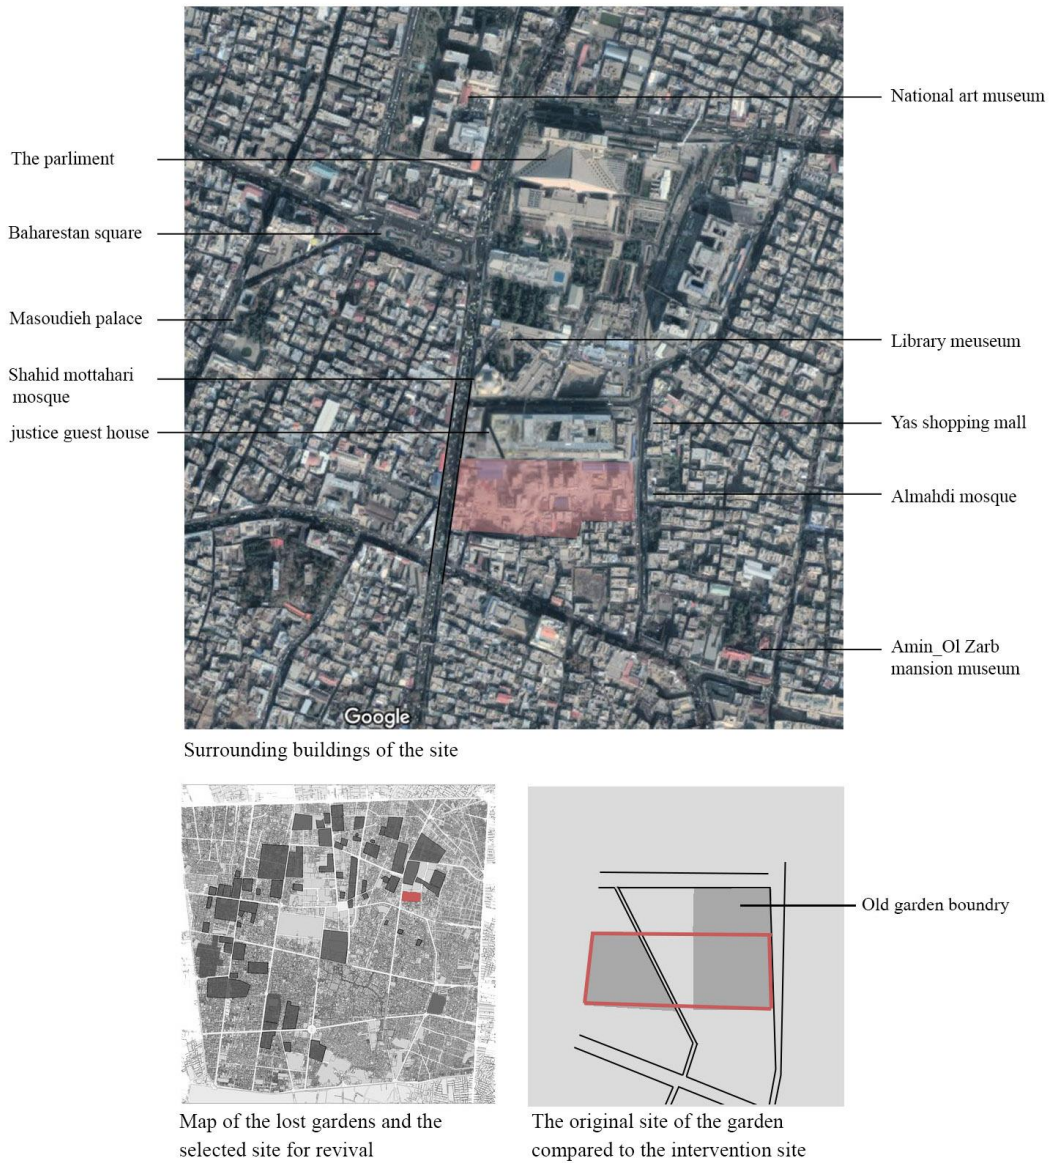 National art museum
The parliment
Baharestan square
Masoudieh palace
Library meuseum
Shahid mottahari
mosque
Yas shopping mall
justice guest house
Almahdi mosque
Amin_Ol Zarb
mansion museum
Google
Surrounding buildings of the site
Old garden boundry
Map of the lost gardens and the
selected site for revival
The original site of the garden
compared to the intervention site